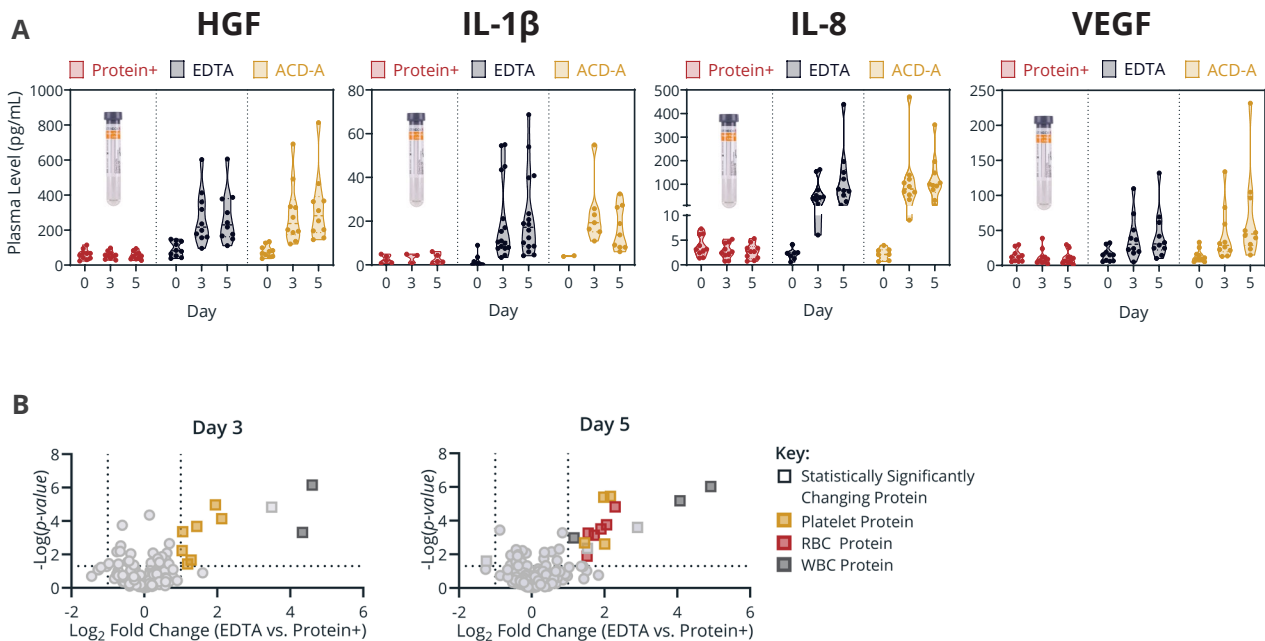 A
HGF
IL-1β
IL-8
VEGF
Protein+ EDTA ACD-A
Protein+ EDTA ACD-A
Protein+ EDTA ACD-A
Protein+ EDTA ACD-A
Plasma Level (pg/mL)
1000
800
600
400
200
0
0 3 5 0 3 5 0 3 5
Day
80
60
40
20
0
0 3 5 0 3 5 0 3 5
Day
500
400
300
200
100
10
5
0
0 3 5 0 3 5 0 3 5
Day
250
200
150
100
50
0
0 3 5 0 3 5 0 3 5
Day
B
Day 3
-Log(p-value)
8
6
4
2
0
-2 0 2 4 6
Log2 Fold Change (EDTA vs. Protein+)
Day 5
-Log(p-value)
8
6
4
2
0
-2 0 2 4 6
Log2 Fold Change (EDTA vs. Protein+)
Key:
Statistically Significantly
Changing Protein
Platelet Protein
RBC Protein
WBC Protein